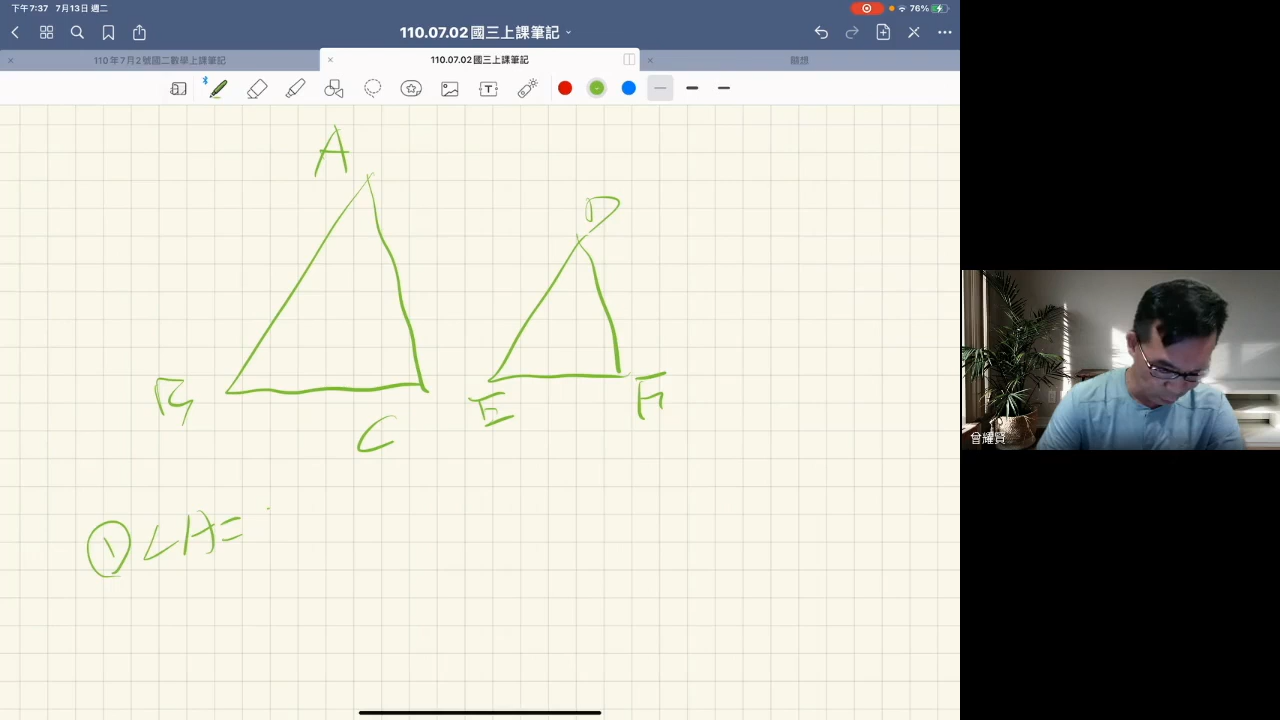 下午7:37 7月13日 週二
76%
110.07.02國三上課筆記
110年7月2號國二數學上課筆記
110.07.02國三上課筆記
隨想
T
A
D
B
C
E
F
① ∠A=
曾耀賢